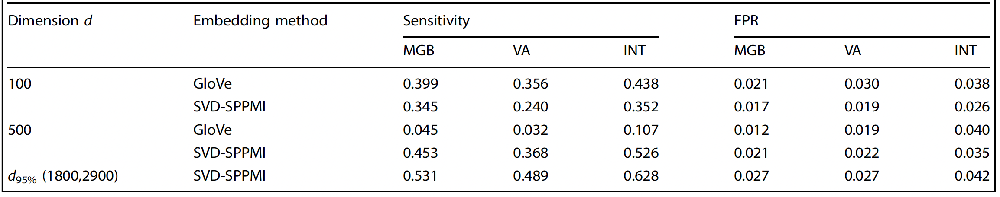 Dimension d Embedding method Sensitivity FPR
MGB VA INT MGB VA INT
100 GloVe 0.399 0.356 0.438 0.021 0.030 0.038
SVD-SPPMI 0.345 0.240 0.352 0.017 0.019 0.026
500 GloVe 0.045 0.032 0.107 0.012 0.019 0.040
SVD-SPPMI 0.453 0.368 0.526 0.021 0.022 0.035
d95% (1800,2900) SVD-SPPMI 0.531 0.489 0.628 0.027 0.027 0.042